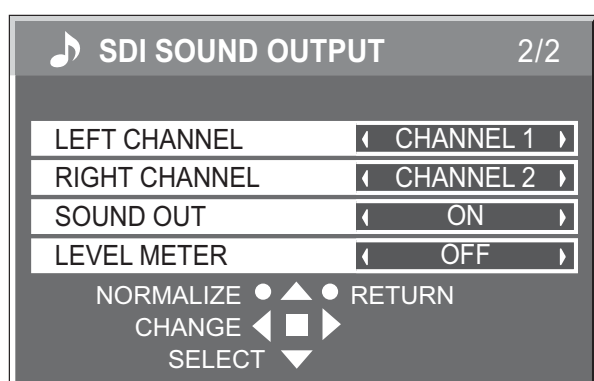 SDI SOUND OUTPUT 2/2
LEFT CHANNEL CHANNEL 1
RIGHT CHANNEL CHANNEL 2
SOUND OUT ON
LEVEL METER OFF
NORMALIZE RETURN
CHANGE
SELECT